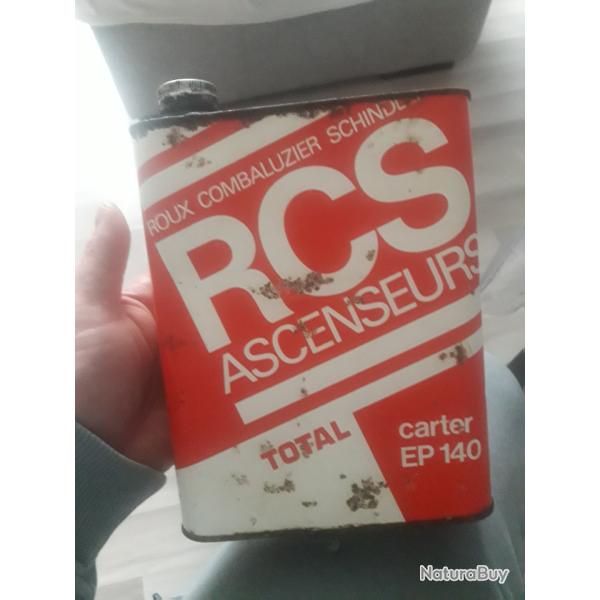 ROUX COMBALUZIER SCHINDL
RCS
ASCENSEURS
TOTAL
carter
EP 140
NaturaBuy